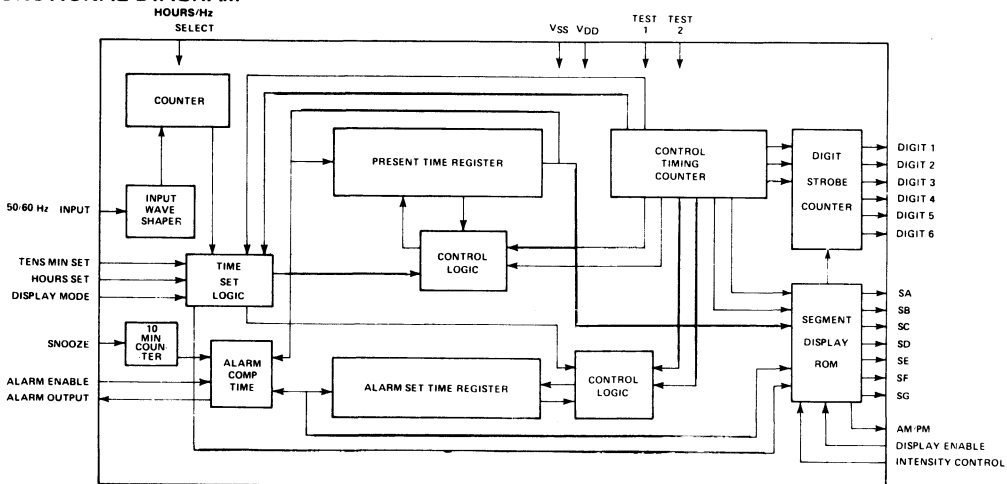 HOURS/Hz
SELECT
VSS VDD
TEST
1
TEST
2
COUNTER
INPUT
WAVE
SHAPER
50/60 Hz INPUT
PRESENT TIME REGISTER
CONTROL
TIMING
COUNTER
DIGIT
STROBE
COUNTER
DIGIT 1
DIGIT 2
DIGIT 3
DIGIT 4
DIGIT 5
DIGIT 6
TENS MIN SET
HOURS SET
DISPLAY MODE
TIME
SET
LOGIC
CONTROL
LOGIC
SNOOZE
10
MIN
COUN-
TER
ALARM ENABLE
ALARM OUTPUT
ALARM
COMP
TIME
ALARM SET TIME REGISTER
CONTROL
LOGIC
SEGMENT
DISPLAY
ROM
SA
SB
SC
SD
SE
SF
SG
AM/PM
DISPLAY ENABLE
INTENSITY CONTROL